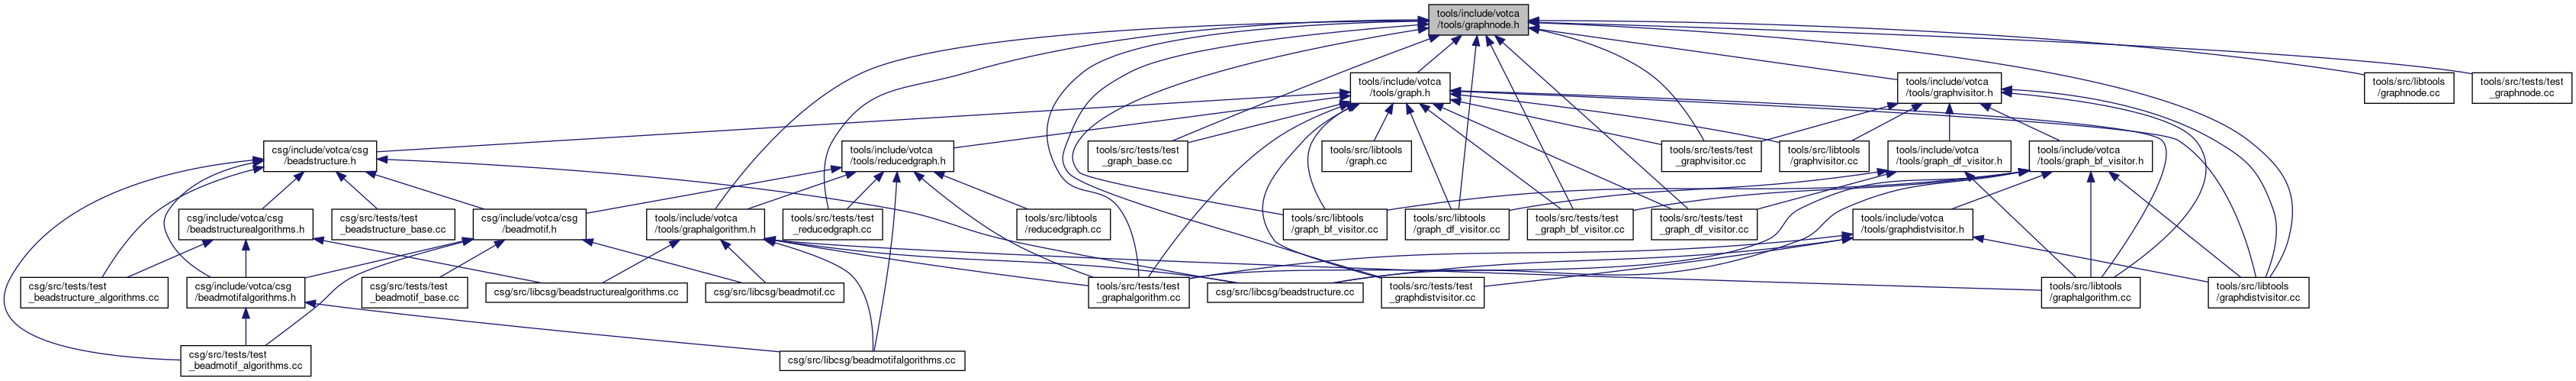 tools/include/votca
/tools/graphnode.h
tools/include/votca
/tools/graph.h
tools/include/votca
/tools/graphvisitor.h
tools/src/libtools
/graphnode.cc
tools/src/tests/test
_graphnode.cc
csg/include/votca/csg
/beadstructure.h
tools/include/votca
/tools/reducedgraph.h
tools/src/tests/test
_graph_base.cc
tools/src/libtools
/graph.cc
tools/src/tests/test
_graphvisitor.cc
tools/src/libtools
/graphvisitor.cc
tools/include/votca
/tools/graph_df_visitor.h
tools/include/votca
/tools/graph_bf_visitor.h
csg/include/votca/csg
/beadstructurealgorithms.h
csg/src/tests/test
_beadstructure_base.cc
csg/include/votca/csg
/beadmotif.h
tools/include/votca
/tools/graphalgorithm.h
tools/src/tests/test
_reducedgraph.cc
tools/src/libtools
/reducedgraph.cc
tools/src/libtools
/graph_bf_visitor.cc
tools/src/libtools
/graph_df_visitor.cc
tools/src/tests/test
_graph_bf_visitor.cc
tools/src/tests/test
_graph_df_visitor.cc
tools/include/votca
/tools/graphdistvisitor.h
csg/src/tests/test
_beadstructure_algorithms.cc
csg/include/votca/csg
/beadmotifalgorithms.h
csg/src/tests/test
_beadmotif_base.cc
csg/src/libcsg/beadstructurealgorithms.cc
csg/src/libcsg/beadmotif.cc
tools/src/tests/test
_graphalgorithm.cc
csg/src/libcsg/beadstructure.cc
tools/src/tests/test
_graphdistvisitor.cc
tools/src/libtools
/graphalgorithm.cc
tools/src/libtools
/graphdistvisitor.cc
csg/src/tests/test
_beadmotif_algorithms.cc
csg/src/libcsg/beadmotifalgorithms.cc